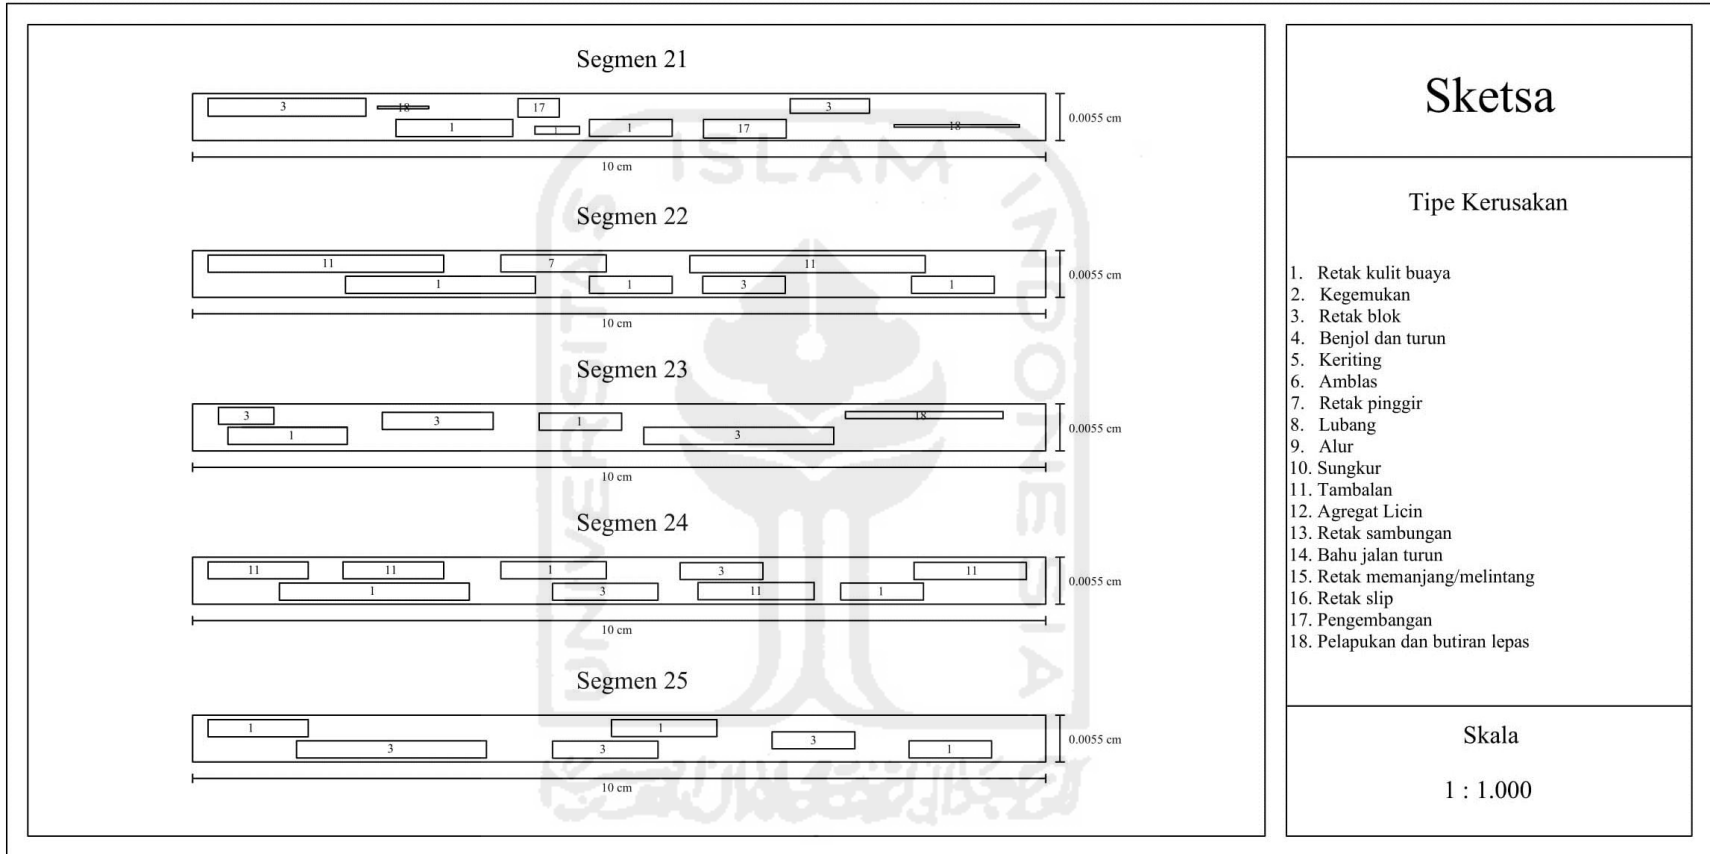 Segmen 21
3
18
17
3
1
1
1
17
18
0.0055 cm
10 cm
Segmen 22
11
7
11
1
1
3
1
0.0055 cm
10 cm
Segmen 23
3
3
1
18
1
3
0.0055 cm
10 cm
Segmen 24
11
11
1
3
11
1
3
11
1
0.0055 cm
10 cm
Segmen 25
1
1
3
3
3
1
0.0055 cm
10 cm
UNIVERSITAS ISLAM INDONESIA
Sketsa
Tipe Kerusakan
1. Retak kulit buaya
2. Kegemukan
3. Retak blok
4. Benjol dan turun
5. Keriting
6. Amblas
7. Retak pinggir
8. Lubang
9. Alur
10. Sungkur
11. Tambalan
12. Agregat Licin
13. Retak sambungan
14. Bahu jalan turun
15. Retak memanjang/melintang
16. Retak slip
17. Pengembangan
18. Pelapukan dan butiran lepas
Skala
1 : 1.000